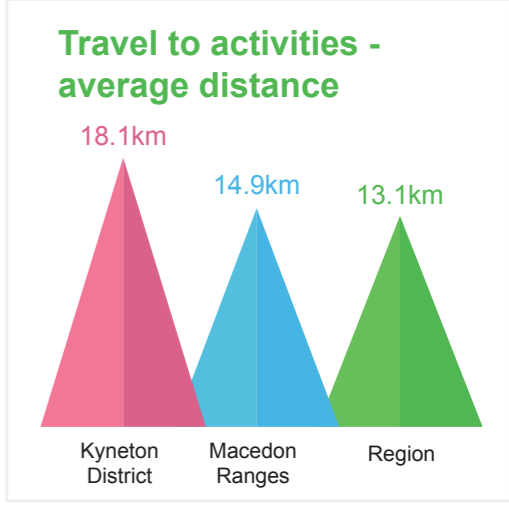 Travel to activities -
average distance
18.1km
14.9km
13.1km
Kyneton
District
Macedon
Ranges
Region